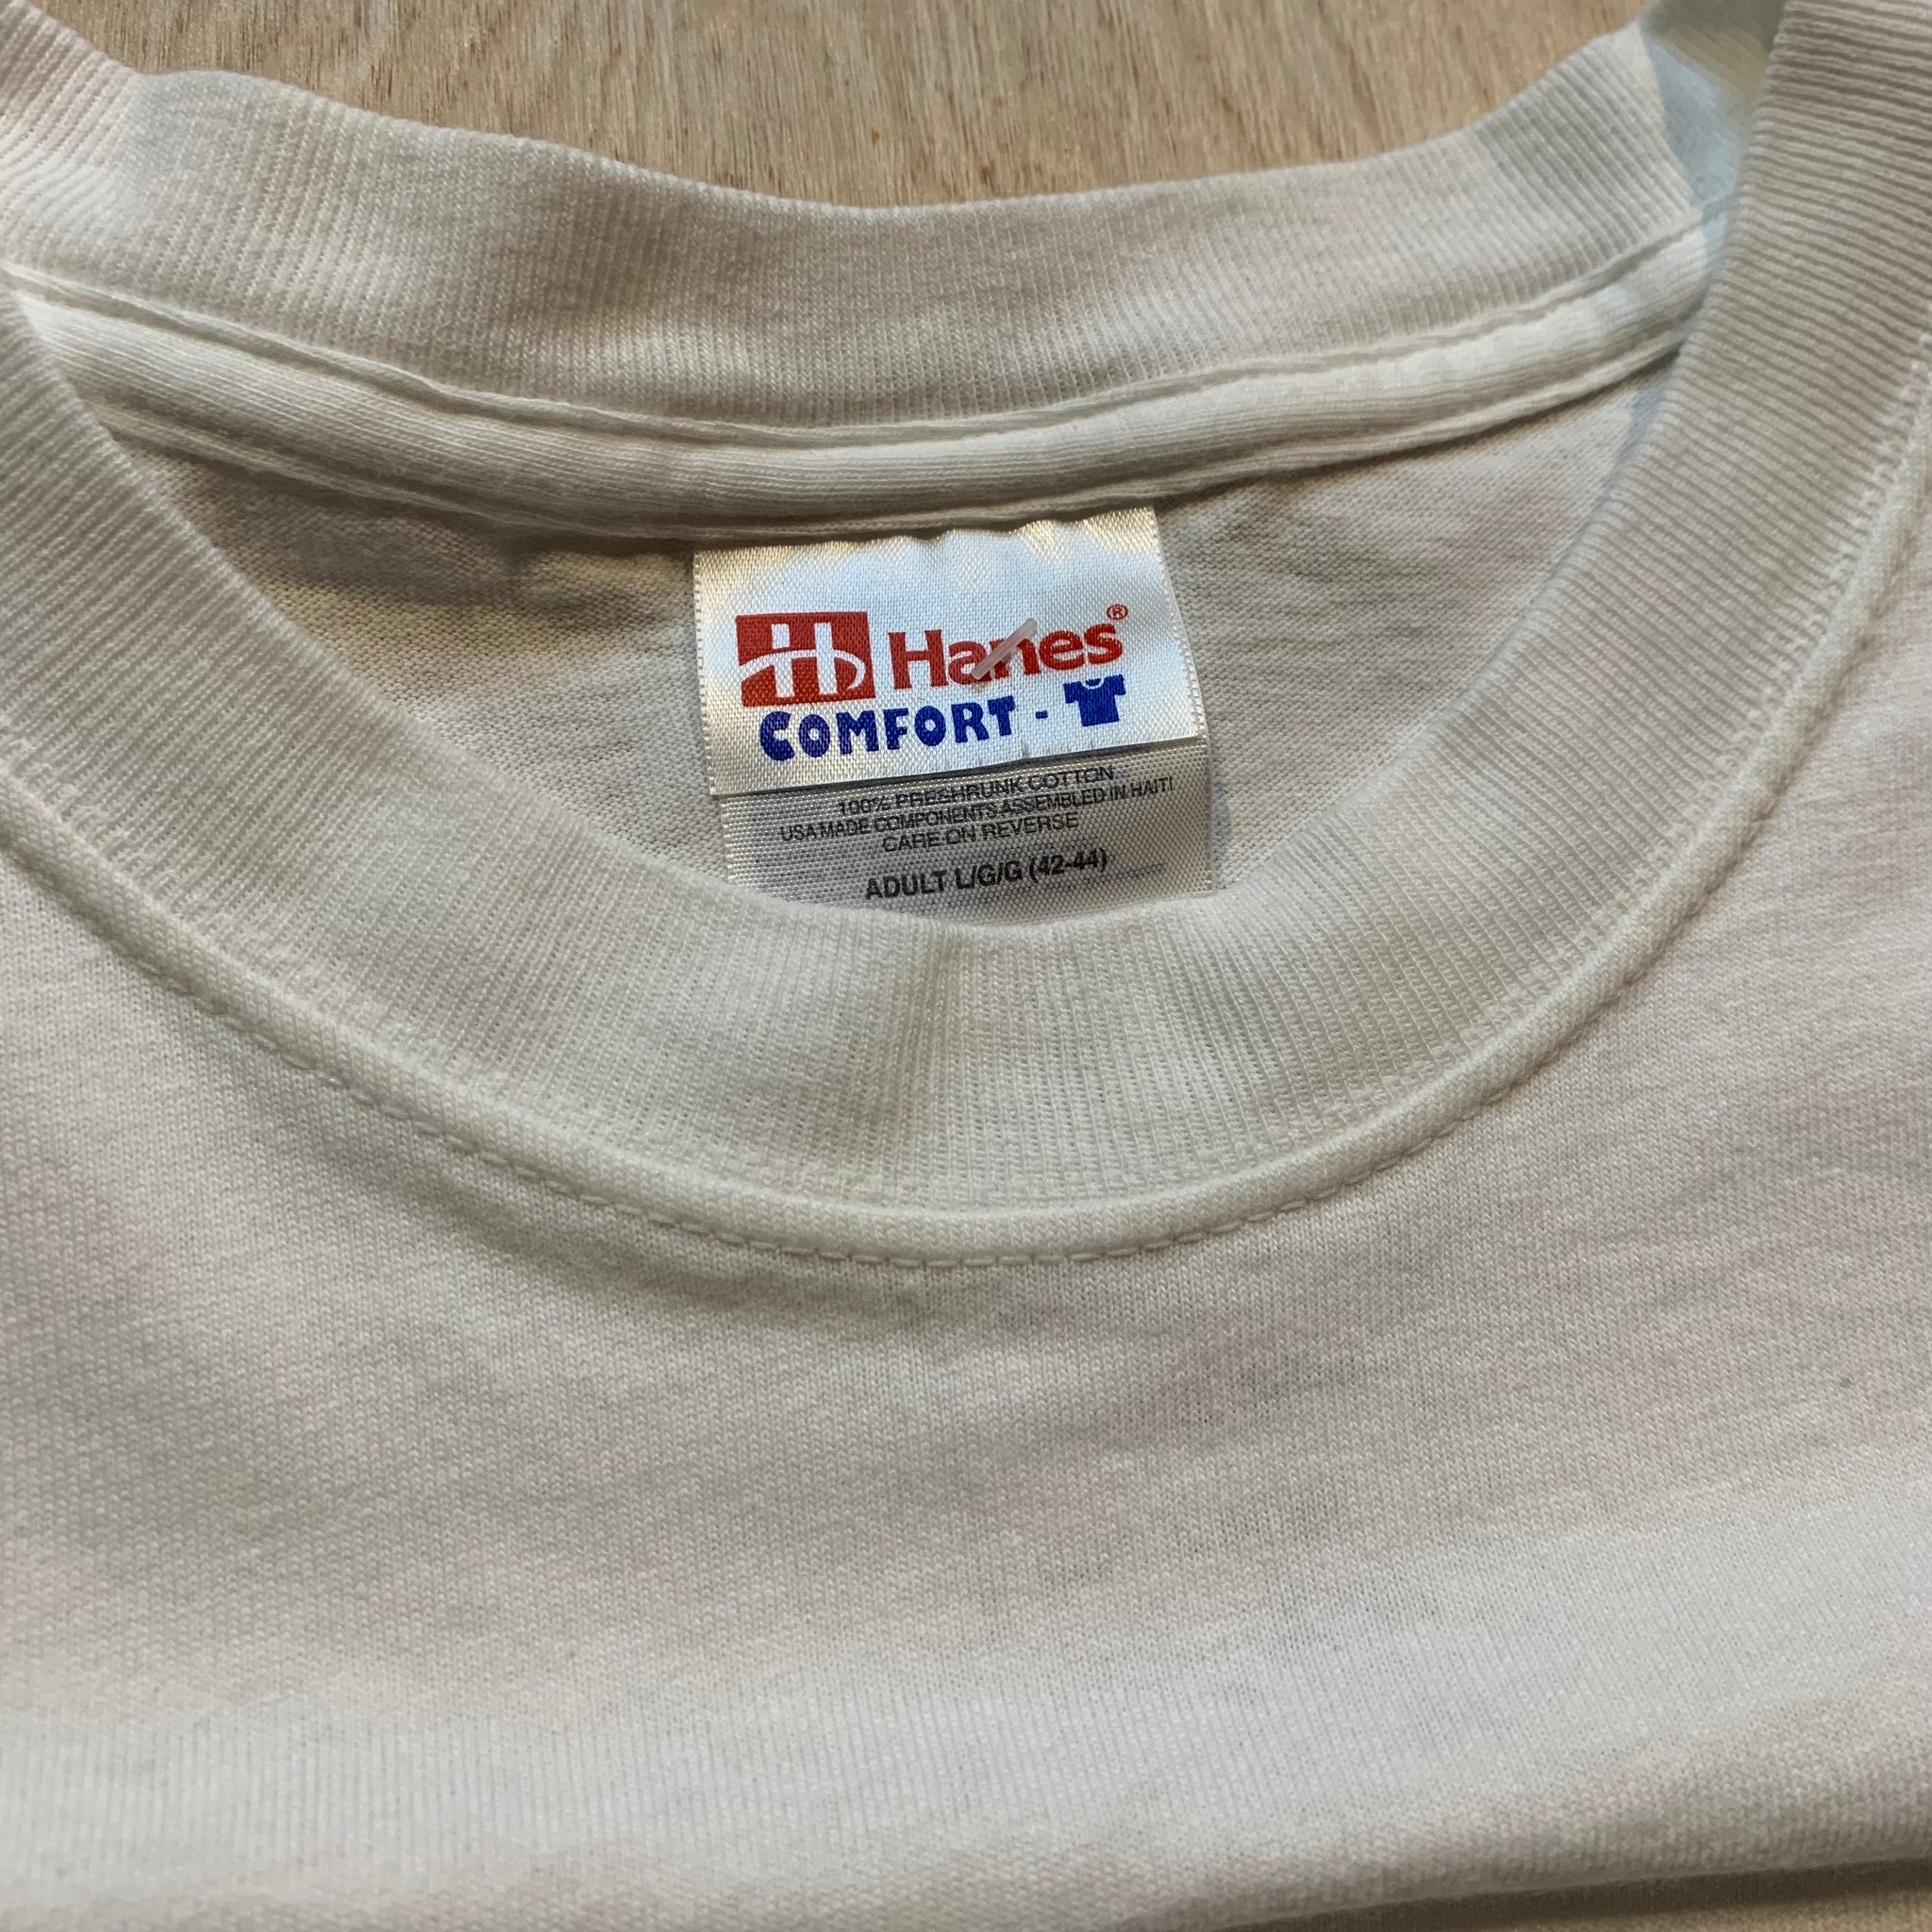 H Hanes®
COMFORT -
100% PRESHRUNK COTTON
USA MADE COMPONENTS ASSEMBLED IN HAITI
CARE ON REVERSE
ADULT L/G/G (42-44)